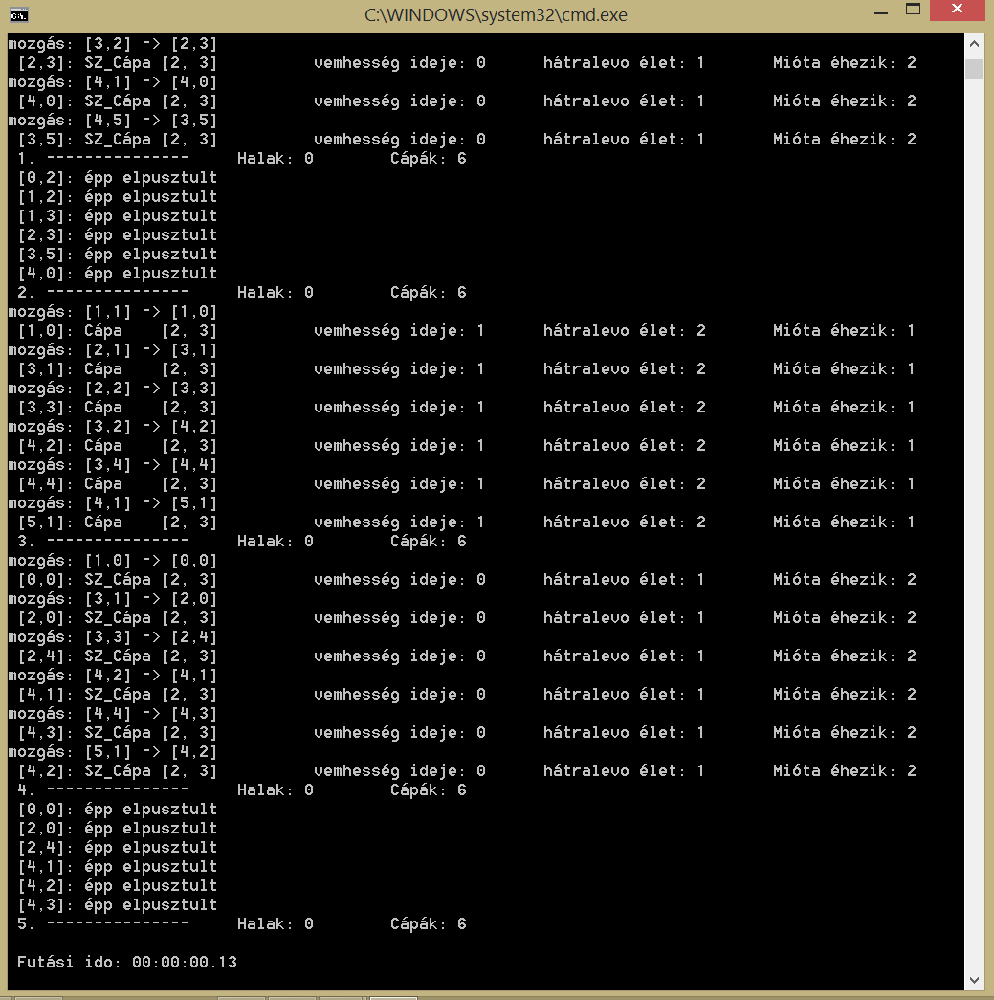 C:\WINDOWS\system32\cmd.exe
mozgás: [3,2] -> [2,3]
[2,3]: SZ_Cápa [2, 3] vemhesség ideje: 0 hátralevo élet: 1 Mióta éhezik: 2
mozgás: [4,1] -> [4,0]
[4,0]: SZ_Cápa [2, 3] vemhesség ideje: 0 hátralevo élet: 1 Mióta éhezik: 2
mozgás: [4,5] -> [3,5]
[3,5]: SZ_Cápa [2, 3] vemhesség ideje: 0 hátralevo élet: 1 Mióta éhezik: 2
1. --------------- Halak: 0 Cápák: 6
[0,2]: épp elpusztult
[1,2]: épp elpusztult
[1,3]: épp elpusztult
[2,3]: épp elpusztult
[3,5]: épp elpusztult
[4,0]: épp elpusztult
2. --------------- Halak: 0 Cápák: 6
mozgás: [1,1] -> [1,0]
[1,0]: Cápa [2, 3] vemhesség ideje: 1 hátralevo élet: 2 Mióta éhezik: 1
mozgás: [2,1] -> [3,1]
[3,1]: Cápa [2, 3] vemhesség ideje: 1 hátralevo élet: 2 Mióta éhezik: 1
mozgás: [2,2] -> [3,3]
[3,3]: Cápa [2, 3] vemhesség ideje: 1 hátralevo élet: 2 Mióta éhezik: 1
mozgás: [3,2] -> [4,2]
[4,2]: Cápa [2, 3] vemhesség ideje: 1 hátralevo élet: 2 Mióta éhezik: 1
mozgás: [3,4] -> [4,4]
[4,4]: Cápa [2, 3] vemhesség ideje: 1 hátralevo élet: 2 Mióta éhezik: 1
mozgás: [4,1] -> [5,1]
[5,1]: Cápa [2, 3] vemhesség ideje: 1 hátralevo élet: 2 Mióta éhezik: 1
3. --------------- Halak: 0 Cápák: 6
mozgás: [1,0] -> [0,0]
[0,0]: SZ_Cápa [2, 3] vemhesség ideje: 0 hátralevo élet: 1 Mióta éhezik: 2
mozgás: [3,1] -> [2,0]
[2,0]: SZ_Cápa [2, 3] vemhesség ideje: 0 hátralevo élet: 1 Mióta éhezik: 2
mozgás: [3,3] -> [2,4]
[2,4]: SZ_Cápa [2, 3] vemhesség ideje: 0 hátralevo élet: 1 Mióta éhezik: 2
mozgás: [4,2] -> [4,1]
[4,1]: SZ_Cápa [2, 3] vemhesség ideje: 0 hátralevo élet: 1 Mióta éhezik: 2
mozgás: [4,4] -> [4,3]
[4,3]: SZ_Cápa [2, 3] vemhesség ideje: 0 hátralevo élet: 1 Mióta éhezik: 2
mozgás: [5,1] -> [4,2]
[4,2]: SZ_Cápa [2, 3] vemhesség ideje: 0 hátralevo élet: 1 Mióta éhezik: 2
4. --------------- Halak: 0 Cápák: 6
[0,0]: épp elpusztult
[2,0]: épp elpusztult
[2,4]: épp elpusztult
[4,1]: épp elpusztult
[4,2]: épp elpusztult
[4,3]: épp elpusztult
5. --------------- Halak: 0 Cápák: 6
Futási ido: 00:00:00.13